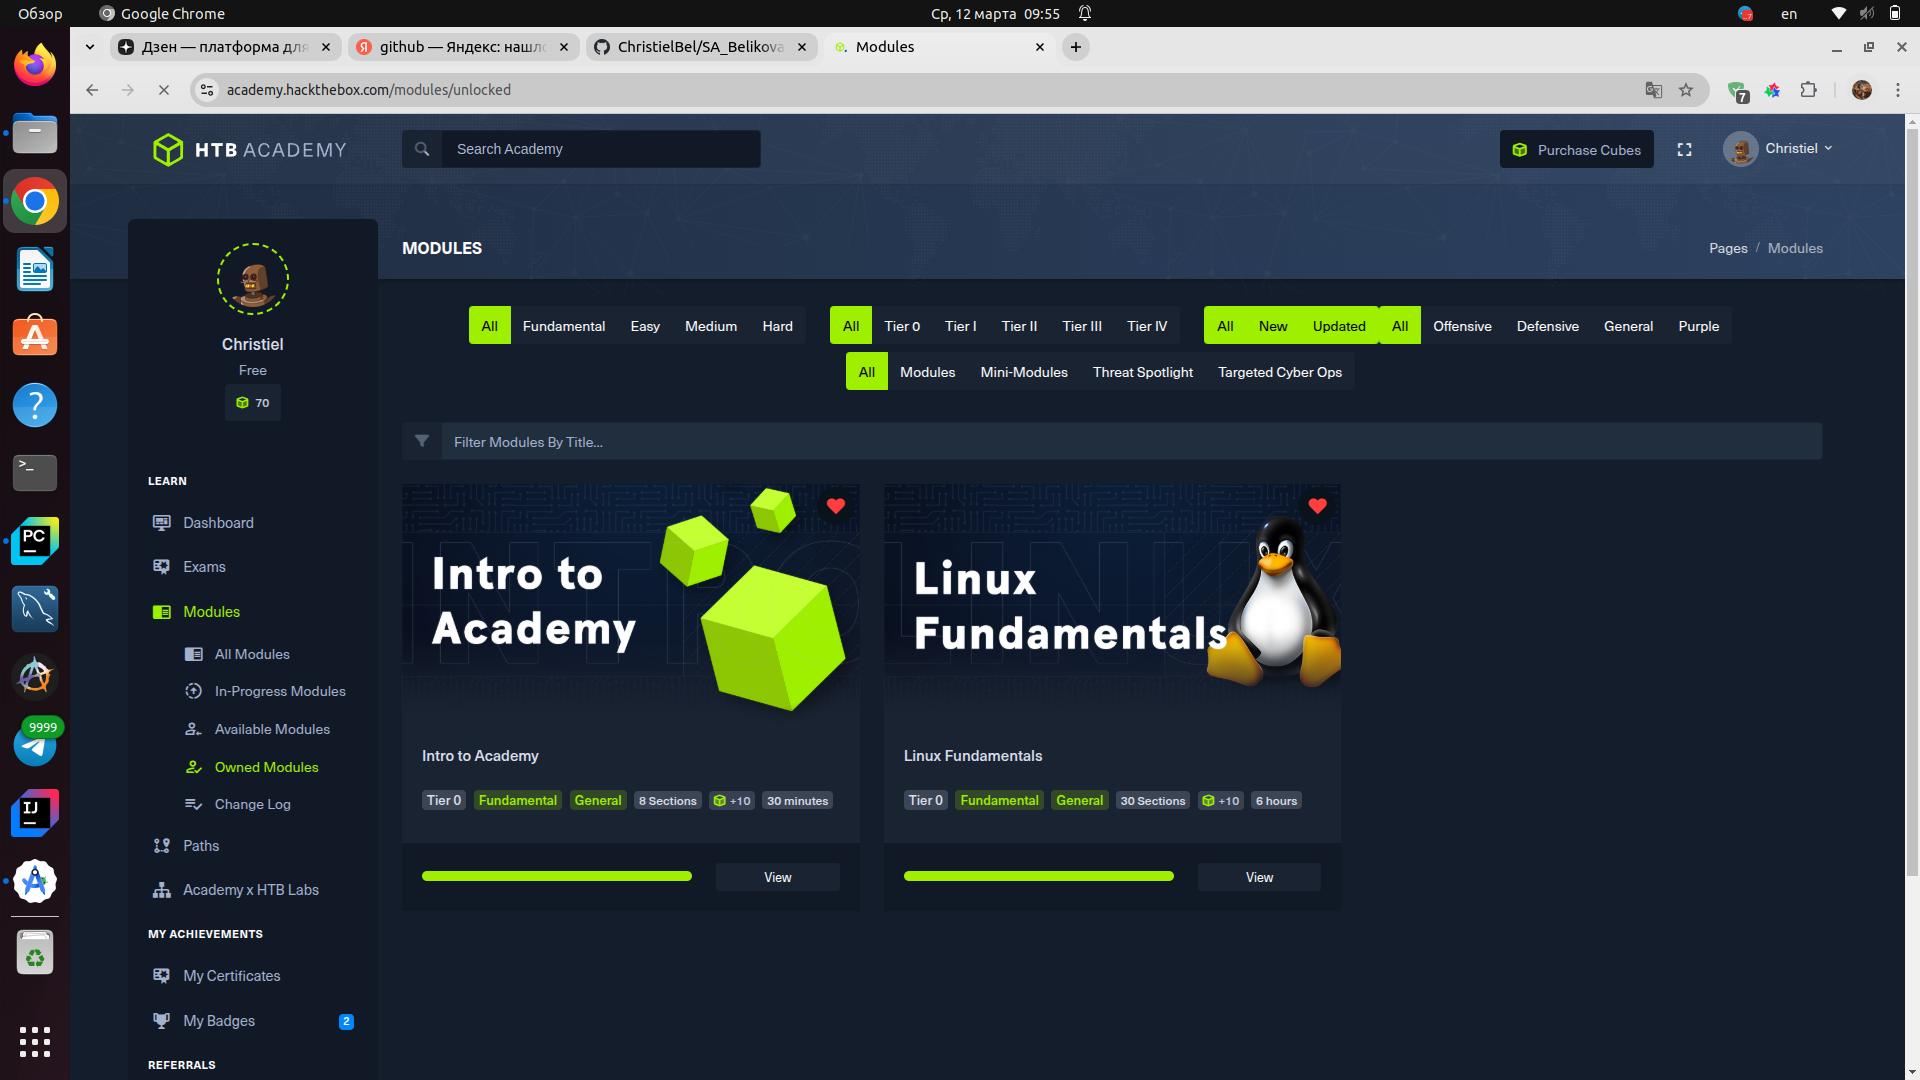 Обзор Google Chrome Ср, 12 марта 09:55 en
Дзен — платформа для github — Яндекс: нашло ChristielBel/SA_Belikova Modules
academy.hackthebox.com/modules/unlocked 7
HTB ACADEMY Search Academy Purchase Cubes Christiel
MODULES Pages / Modules
Christiel
Free
70
All Fundamental Easy Medium Hard All Tier 0 Tier I Tier II Tier III Tier IV All New Updated All Offensive Defensive General Purple
All Modules Mini-Modules Threat Spotlight Targeted Cyber Ops
Filter Modules By Title...
LEARN
Dashboard
Exams
Modules
All Modules
In-Progress Modules
Available Modules
Owned Modules
Change Log
Paths
Academy x HTB Labs
MY ACHIEVEMENTS
My Certificates
My Badges 2
REFERRALS
INTRO
Intro to
Academy
Intro to Academy
Tier 0 Fundamental General 8 Sections +10 30 minutes
View
LINUX
Linux
Fundamentals
Linux Fundamentals
Tier 0 Fundamental General 30 Sections +10 6 hours
View
>_
PC
9999
IJ